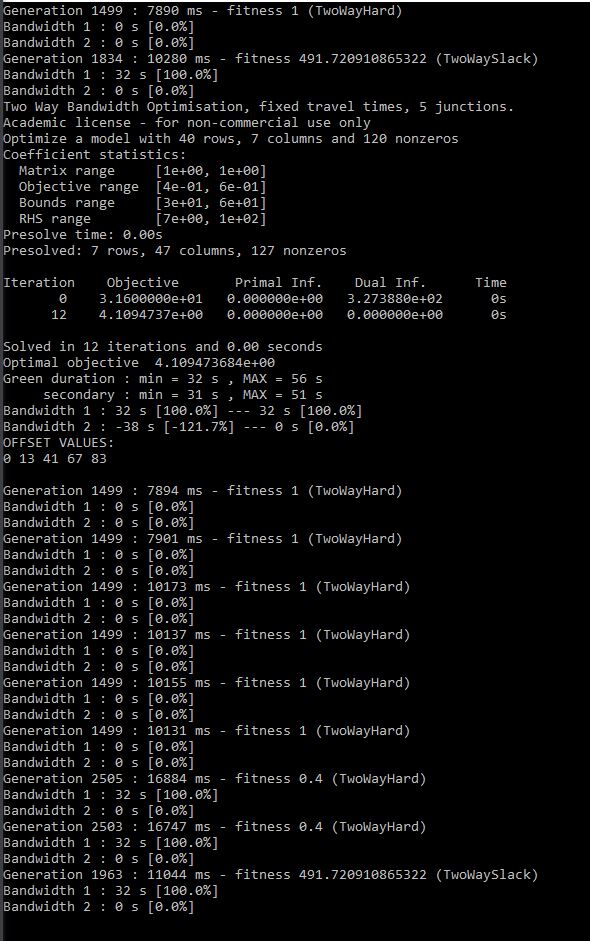 Generation 1499 : 7890 ms - fitness 1 (TwoWayHard)
Bandwidth 1 : 0 s [0.0%]
Bandwidth 2 : 0 s [0.0%]
Generation 1834 : 10280 ms - fitness 491.720910865322 (TwoWaySlack)
Bandwidth 1 : 32 s [100.0%]
Bandwidth 2 : 0 s [0.0%]
Two Way Bandwidth Optimisation, fixed travel times, 5 junctions.
Academic license - for non-commercial use only
Optimize a model with 40 rows, 7 columns and 120 nonzeros
Coefficient statistics:
  Matrix range     [1e+00, 1e+00]
  Objective range  [4e-01, 6e-01]
  Bounds range     [3e+01, 6e+01]
  RHS range        [7e+00, 1e+02]
Presolve time: 0.00s
Presolved: 7 rows, 47 columns, 127 nonzeros

Iteration    Objective       Primal Inf.    Dual Inf.      Time
       0    3.1600000e+01   0.000000e+00   3.273880e+02      0s
      12    4.1094737e+00   0.000000e+00   0.000000e+00      0s

Solved in 12 iterations and 0.00 seconds
Optimal objective  4.109473684e+00
Green duration : min = 32 s , MAX = 56 s
     secondary : min = 31 s , MAX = 51 s
Bandwidth 1 : 32 s [100.0%] --- 32 s [100.0%]
Bandwidth 2 : -38 s [-121.7%] --- 0 s [0.0%]
OFFSET VALUES:
0 13 41 67 83

Generation 1499 : 7894 ms - fitness 1 (TwoWayHard)
Bandwidth 1 : 0 s [0.0%]
Bandwidth 2 : 0 s [0.0%]
Generation 1499 : 7901 ms - fitness 1 (TwoWayHard)
Bandwidth 1 : 0 s [0.0%]
Bandwidth 2 : 0 s [0.0%]
Generation 1499 : 10173 ms - fitness 1 (TwoWayHard)
Bandwidth 1 : 0 s [0.0%]
Bandwidth 2 : 0 s [0.0%]
Generation 1499 : 10137 ms - fitness 1 (TwoWayHard)
Bandwidth 1 : 0 s [0.0%]
Bandwidth 2 : 0 s [0.0%]
Generation 1499 : 10155 ms - fitness 1 (TwoWayHard)
Bandwidth 1 : 0 s [0.0%]
Bandwidth 2 : 0 s [0.0%]
Generation 1499 : 10131 ms - fitness 1 (TwoWayHard)
Bandwidth 1 : 0 s [0.0%]
Bandwidth 2 : 0 s [0.0%]
Generation 2505 : 16884 ms - fitness 0.4 (TwoWayHard)
Bandwidth 1 : 32 s [100.0%]
Bandwidth 2 : 0 s [0.0%]
Generation 2503 : 16747 ms - fitness 0.4 (TwoWayHard)
Bandwidth 1 : 32 s [100.0%]
Bandwidth 2 : 0 s [0.0%]
Generation 1963 : 11044 ms - fitness 491.720910865322 (TwoWaySlack)
Bandwidth 1 : 32 s [100.0%]
Bandwidth 2 : 0 s [0.0%]